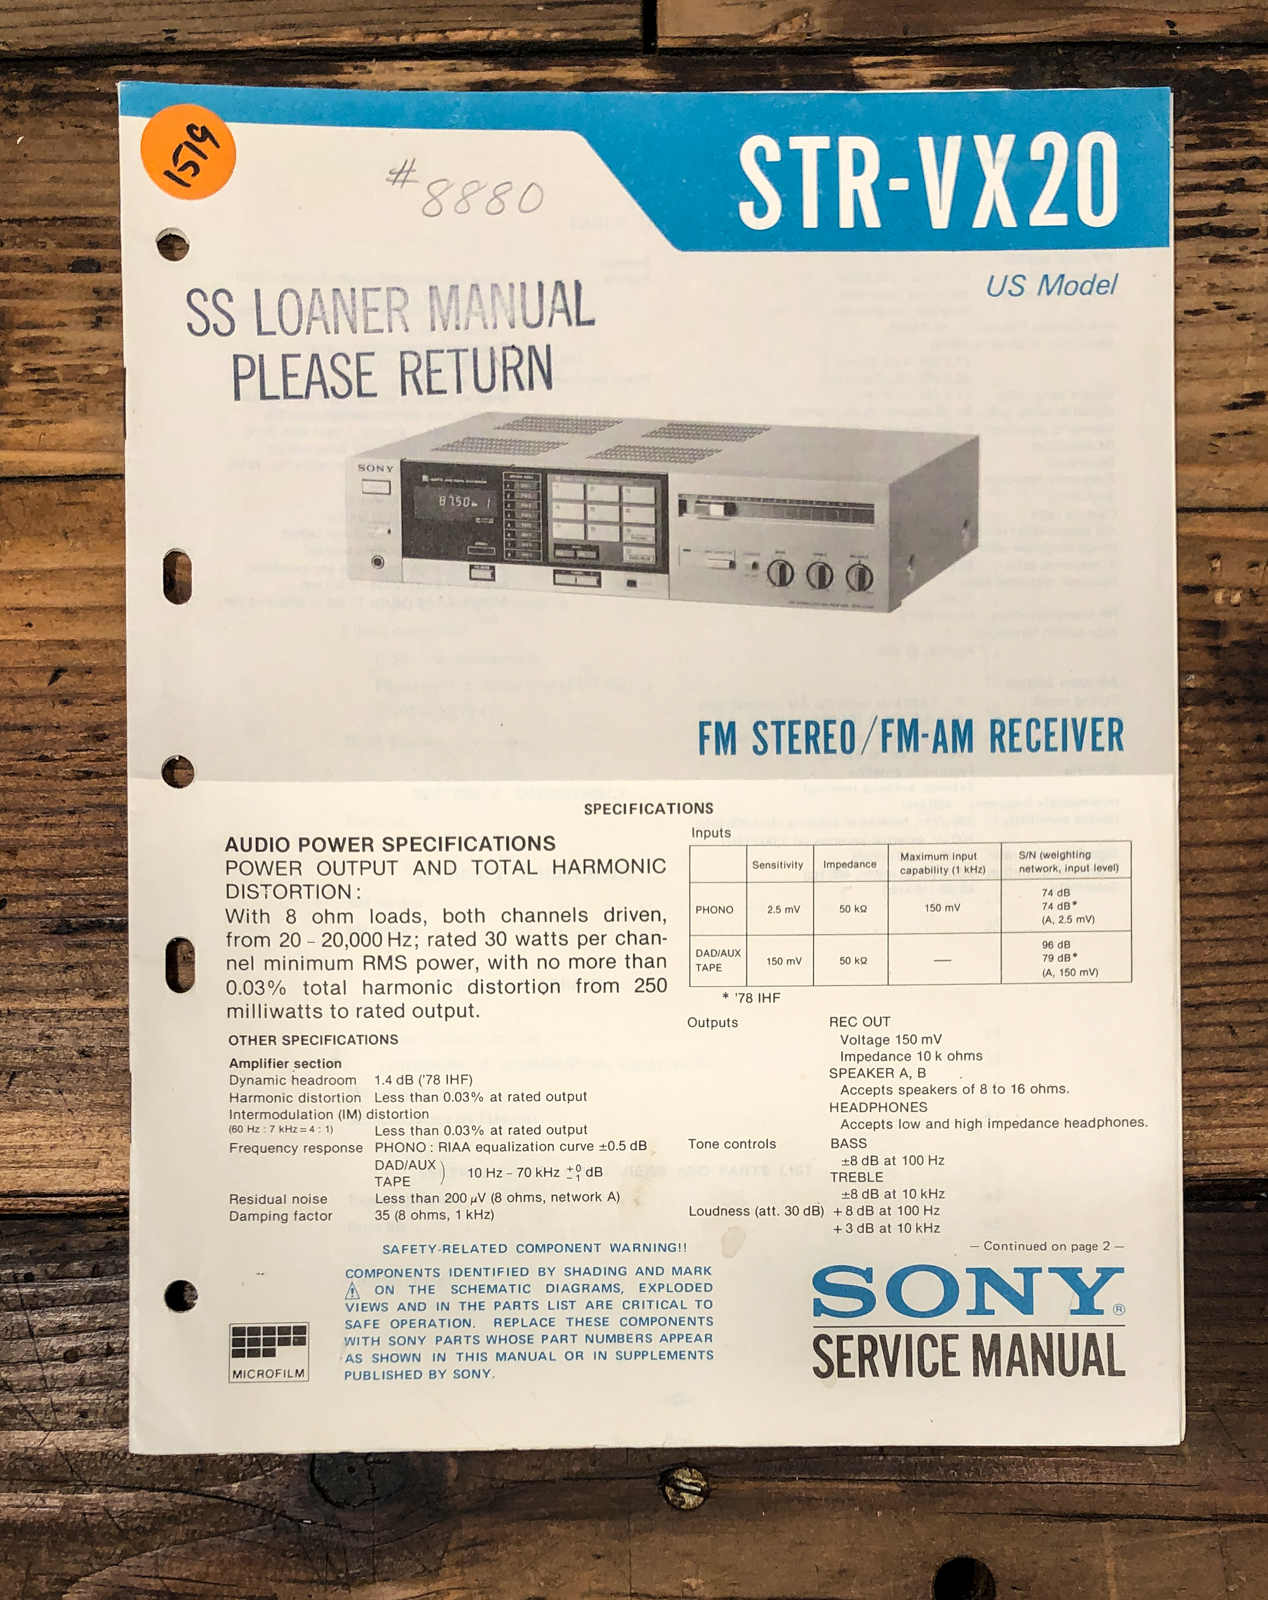 1519
#8880
STR-VX20
US Model
SS LOANER MANUAL
PLEASE RETURN
SONY
8750 1
FM STEREO/FM-AM RECEIVER
SPECIFICATIONS
AUDIO POWER SPECIFICATIONS
POWER OUTPUT AND TOTAL HARMONIC
DISTORTION:
With 8 ohm loads, both channels driven,
from 20 – 20,000 Hz; rated 30 watts per chan-
nel minimum RMS power, with no more than
0.03% total harmonic distortion from 250
milliwatts to rated output.
OTHER SPECIFICATIONS
Amplifier section
Dynamic headroom 1.4 dB ('78 IHF)
Harmonic distortion Less than 0.03% at rated output
Intermodulation (IM) distortion
(60 Hz : 7 kHz = 4 : 1) Less than 0.03% at rated output
Frequency response PHONO : RIAA equalization curve ±0.5 dB
DAD/AUX
TAPE ) 10 Hz – 70 kHz +0 −1 dB
Residual noise Less than 200 μV (8 ohms, network A)
Damping factor 35 (8 ohms, 1 kHz)
Inputs
Sensitivity Impedance Maximum input capability (1 kHz) S/N (weighting network, input level)
PHONO 2.5 mV 50 kΩ 150 mV 74 dB
74 dB*
(A, 2.5 mV)
DAD/AUX TAPE 150 mV 50 kΩ — 96 dB
79 dB*
(A, 150 mV)
* '78 IHF
Outputs REC OUT
Voltage 150 mV
Impedance 10 k ohms
SPEAKER A, B
Accepts speakers of 8 to 16 ohms.
HEADPHONES
Accepts low and high impedance headphones.
Tone controls BASS
±8 dB at 100 Hz
TREBLE
±8 dB at 10 kHz
Loudness (att. 30 dB) +8 dB at 100 Hz
+3 dB at 10 kHz
— Continued on page 2 —
SAFETY-RELATED COMPONENT WARNING!!
COMPONENTS IDENTIFIED BY SHADING AND MARK
⚠ ON THE SCHEMATIC DIAGRAMS, EXPLODED
VIEWS AND IN THE PARTS LIST ARE CRITICAL TO
SAFE OPERATION. REPLACE THESE COMPONENTS
WITH SONY PARTS WHOSE PART NUMBERS APPEAR
AS SHOWN IN THIS MANUAL OR IN SUPPLEMENTS
PUBLISHED BY SONY.
MICROFILM
SONY®
SERVICE MANUAL